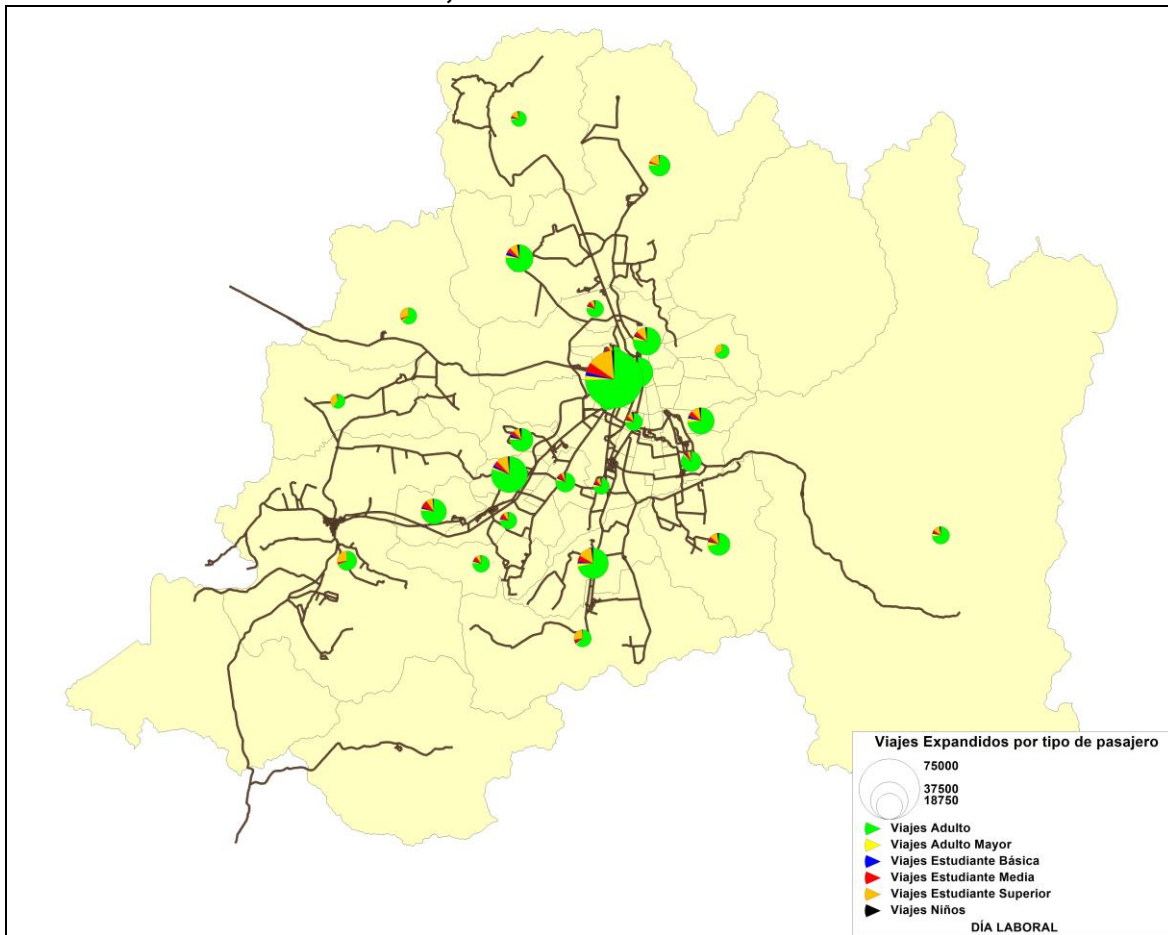 Viajes Expandidos por tipo de pasajero
75000
37500
18750
Viajes Adulto
Viajes Adulto Mayor
Viajes Estudiante Básica
Viajes Estudiante Media
Viajes Estudiante Superior
Viajes Niños
DÍA LABORAL